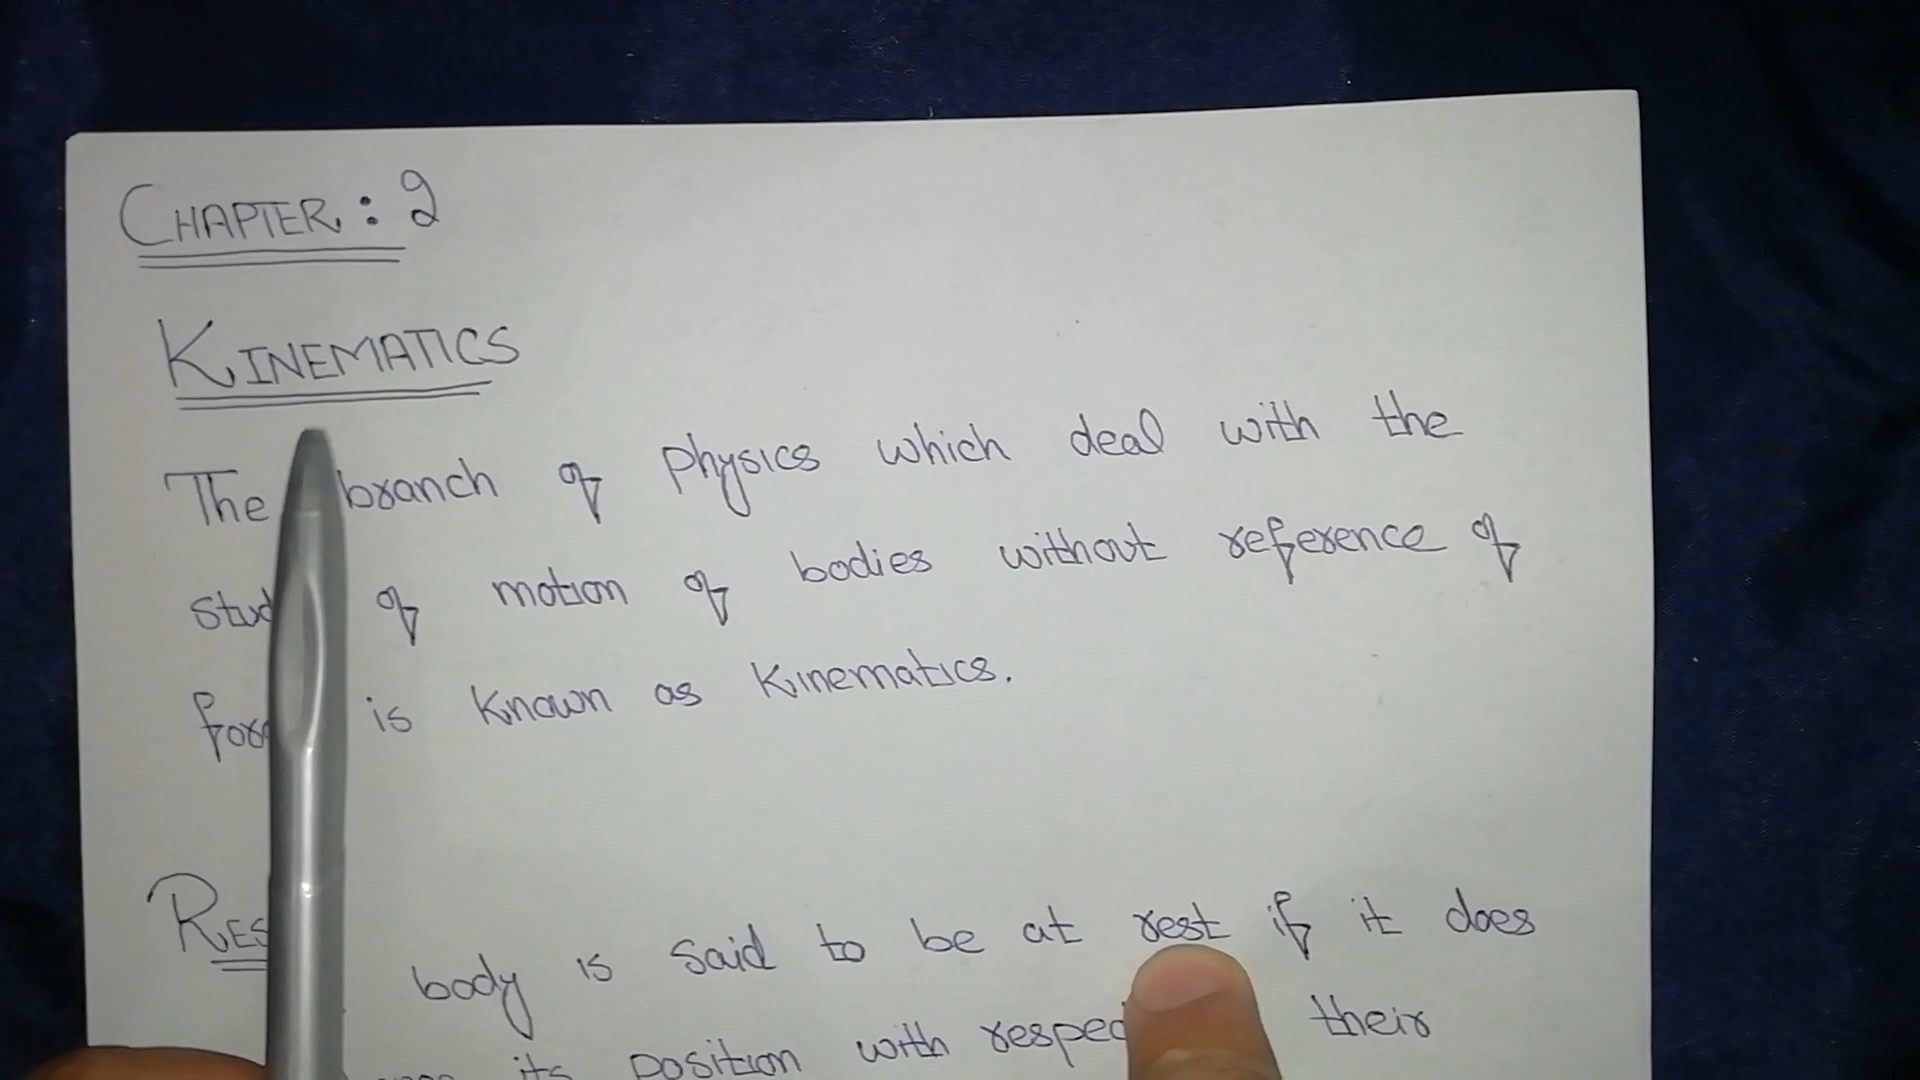 CHAPTER: 2
KINEMATICS
The branch of Physics which deal with the
of motion of bodies without reference of
is known as Kinematics.
body is said to be at rest if it does
its position with their